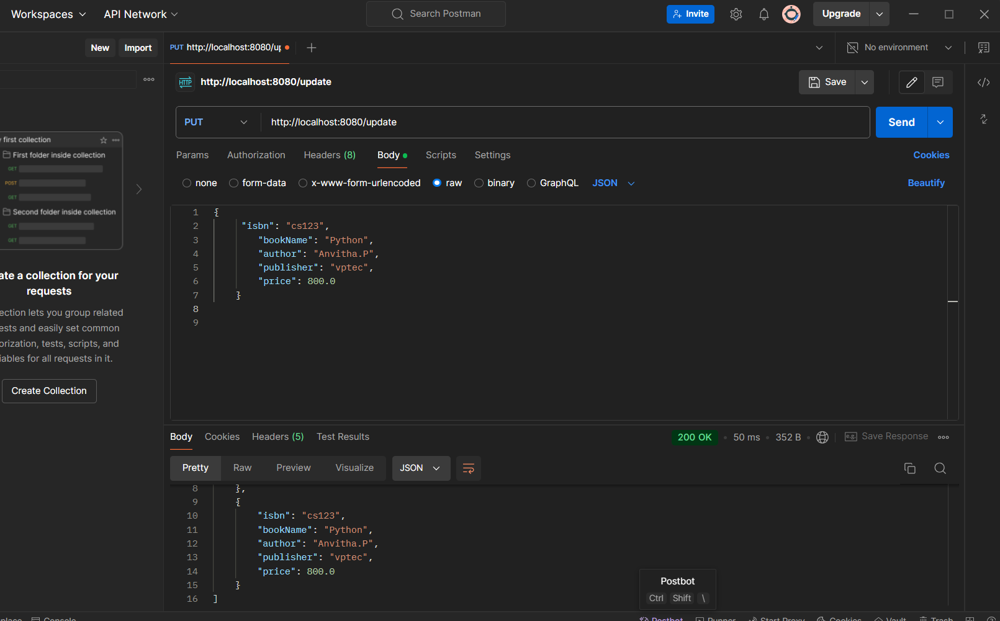 Workspaces API Network Search Postman Invite Upgrade
New Import PUT http://localhost:8080/up No environment
HTTP http://localhost:8080/update Save
PUT http://localhost:8080/update Send
Params Authorization Headers (8) Body Scripts Settings Cookies
none form-data x-www-form-urlencoded raw binary GraphQL JSON Beautify
first collection
First folder inside collection
GET
POST
GET
Second folder inside collection
GET
GET
ate a collection for your
requests
ection lets you group related
ests and easily set common
orization, tests, scripts, and
iables for all requests in it.
Create Collection
1 {
2 "isbn": "cs123",
3 "bookName": "Python",
4 "author": "Anvitha.P",
5 "publisher": "vptec",
6 "price": 800.0
7 }
8
9
Body Cookies Headers (5) Test Results 200 OK 50 ms 352 B e.g. Save Response
Pretty Raw Preview Visualize JSON
8 },
9 {
10 "isbn": "cs123",
11 "bookName": "Python",
12 "author": "Anvitha.P",
13 "publisher": "vptec",
14 "price": 800.0
15 }
16 ]
Postbot
Ctrl Shift \
place Console Postbot Runner Start Proxy Cookies Vault Trash